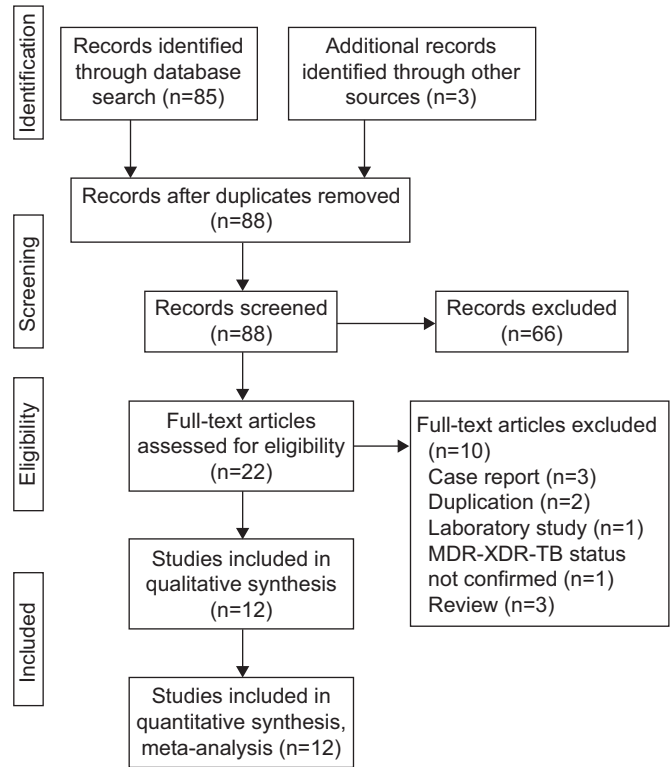 Identification
Records identified
through database
search (n=85)
Additional records
identified through other
sources (n=3)
Records after duplicates removed
(n=88)
Screening
Records screened
(n=88)
Records excluded
(n=66)
Eligibility
Full-text articles
assessed for eligibility
(n=22)
Full-text articles excluded
(n=10)
Case report (n=3)
Duplication (n=2)
Laboratory study (n=1)
MDR-XDR-TB status
not confirmed (n=1)
Review (n=3)
Included
Studies included in
qualitative synthesis
(n=12)
Studies included in
quantitative synthesis,
meta-analysis (n=12)